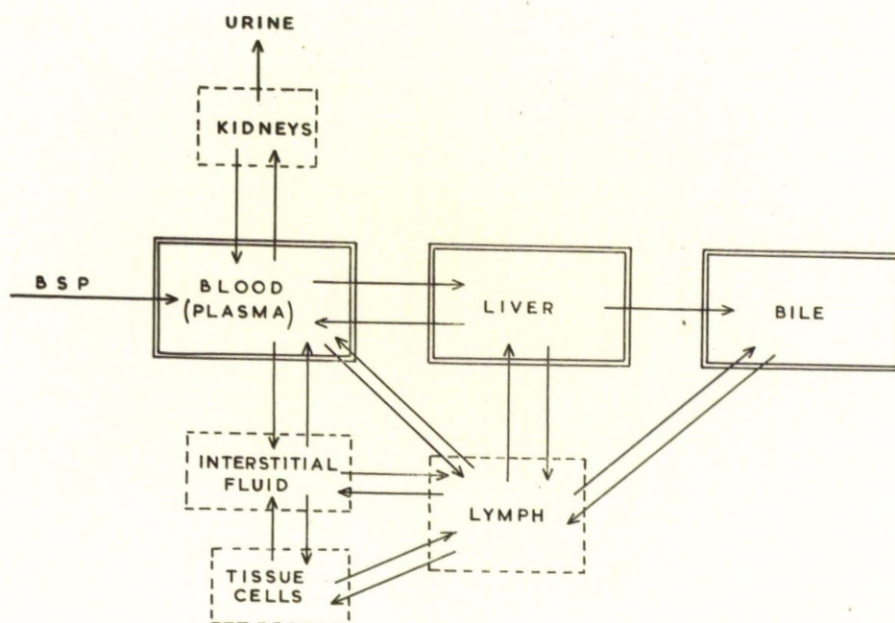 URINE
KIDNEYS
BSP
BLOOD
(PLASMA)
LIVER
BILE
INTERSTITIAL
FLUID
LYMPH
TISSUE
CELLS